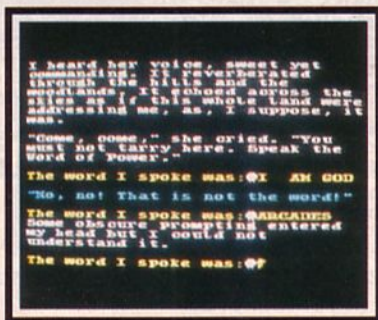 I heard her voice, sweet yet
commanding. It reverberated
through the hills and the
woodlands. It echoed across the
skies as if this whole land were
addressing me, as, I suppose, it
was.
"Come, come," she cried. "You
must not tarry here. Speak the
Word of Power."
The word I spoke was: I AM GOD
"No, no! That is not the word!"
The word I spoke was: ARCADES
Some obscure prompting entered
my head but I could not
understand it.
The word I spoke was: